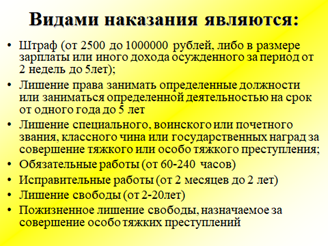 Видами наказания являются:
• Штраф (от 2500 до 1000000 рублей, либо в размере
зарплаты или иного дохода осужденного за период от
2 недель до 5лет);
• Лишение права занимать определенные должности
или заниматься определенной деятельностью на срок
от одного года до 5 лет
• Лишение специального, воинского или почетного
звания, классного чина или государственных наград за
совершение тяжкого или особо тяжкого преступления;
• Обязательные работы (от 60-240 часов)
• Исправительные работы (от 2 месяцев до 2 лет)
• Лишение свободы (от 2-20лет)
• Пожизненное лишение свободы, назначаемое за
совершение особо тяжких преступлений